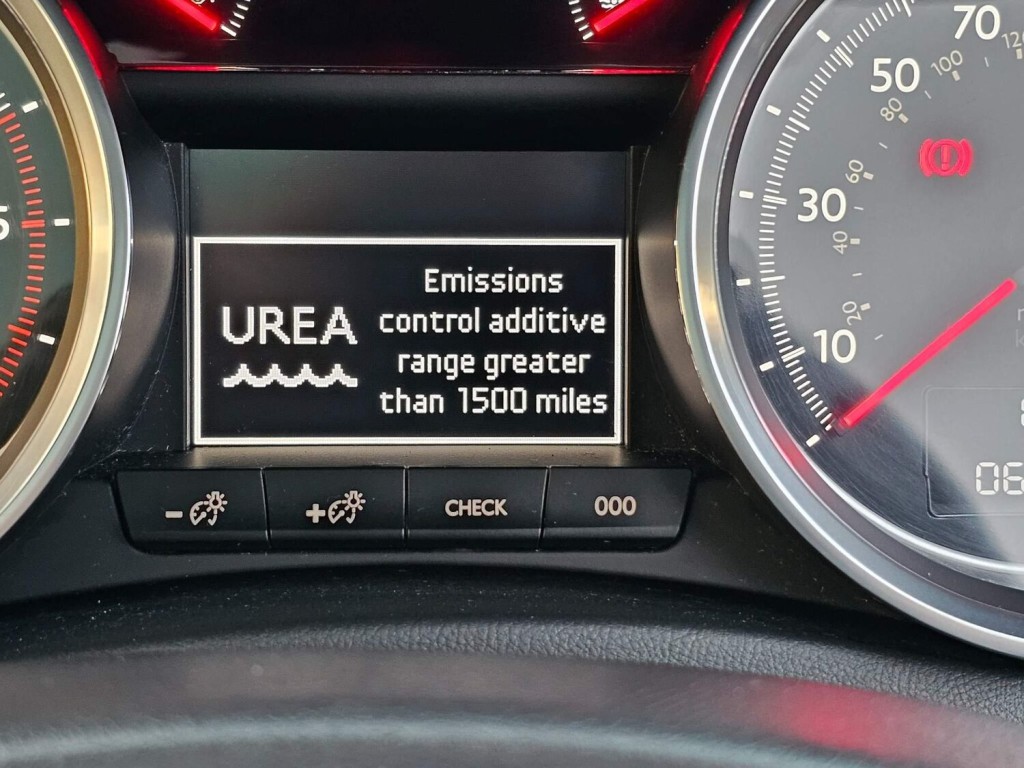 70
50
100
80
30
60
40
20
10
UREA
Emissions
control additive
range greater
than 1500 miles
-
+
CHECK
000